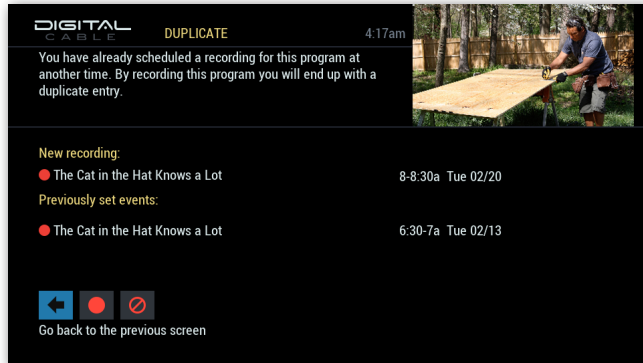 DIGITAL
CABLE
DUPLICATE
4:17am
You have already scheduled a recording for this program at
another time. By recording this program you will end up with a
duplicate entry.
New recording:
The Cat in the Hat Knows a Lot 8-8:30a Tue 02/20
Previously set events:
The Cat in the Hat Knows a Lot 6:30-7a Tue 02/13
Go back to the previous screen